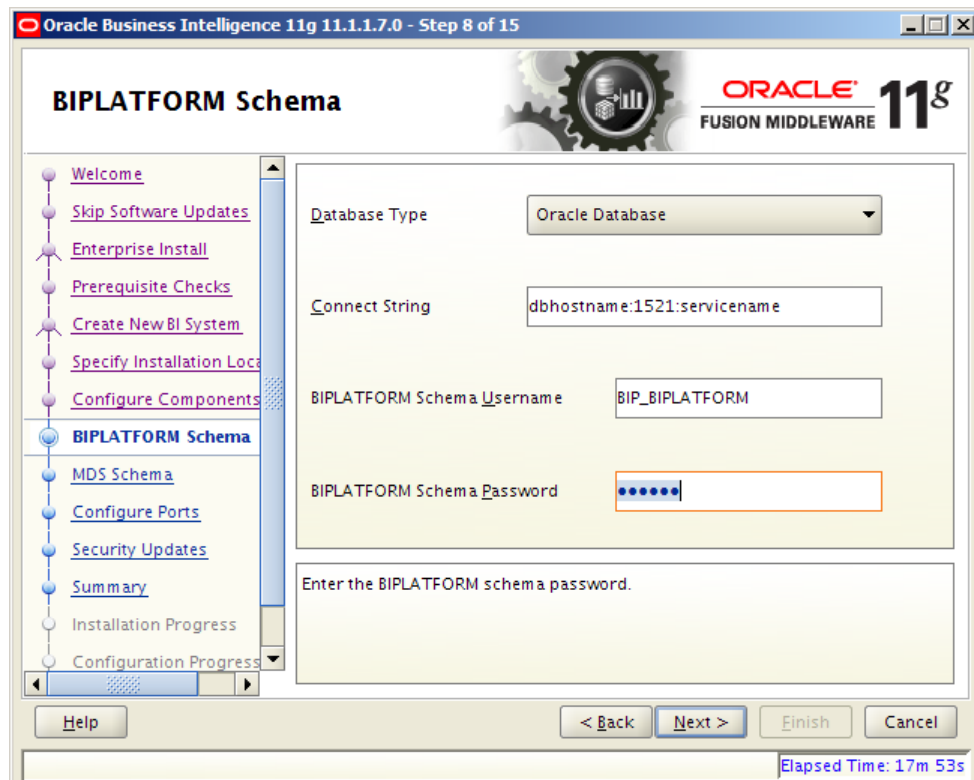 Oracle Business Intelligence 11g 11.1.1.7.0 - Step 8 of 15
BIPLATFORM Schema
ORACLE®
FUSION MIDDLEWARE 11g
Welcome
Skip Software Updates
Enterprise Install
Prerequisite Checks
Create New BI System
Specify Installation Loca
Configure Components
BIPLATFORM Schema
MDS Schema
Configure Ports
Security Updates
Summary
Installation Progress
Configuration Progress
Database Type Oracle Database
Connect String dbhostname:1521:servicename
BIPLATFORM Schema Username BIP_BIPLATFORM
BIPLATFORM Schema Password ••••••
Enter the BIPLATFORM schema password.
Help < Back Next > Finish Cancel
Elapsed Time: 17m 53s